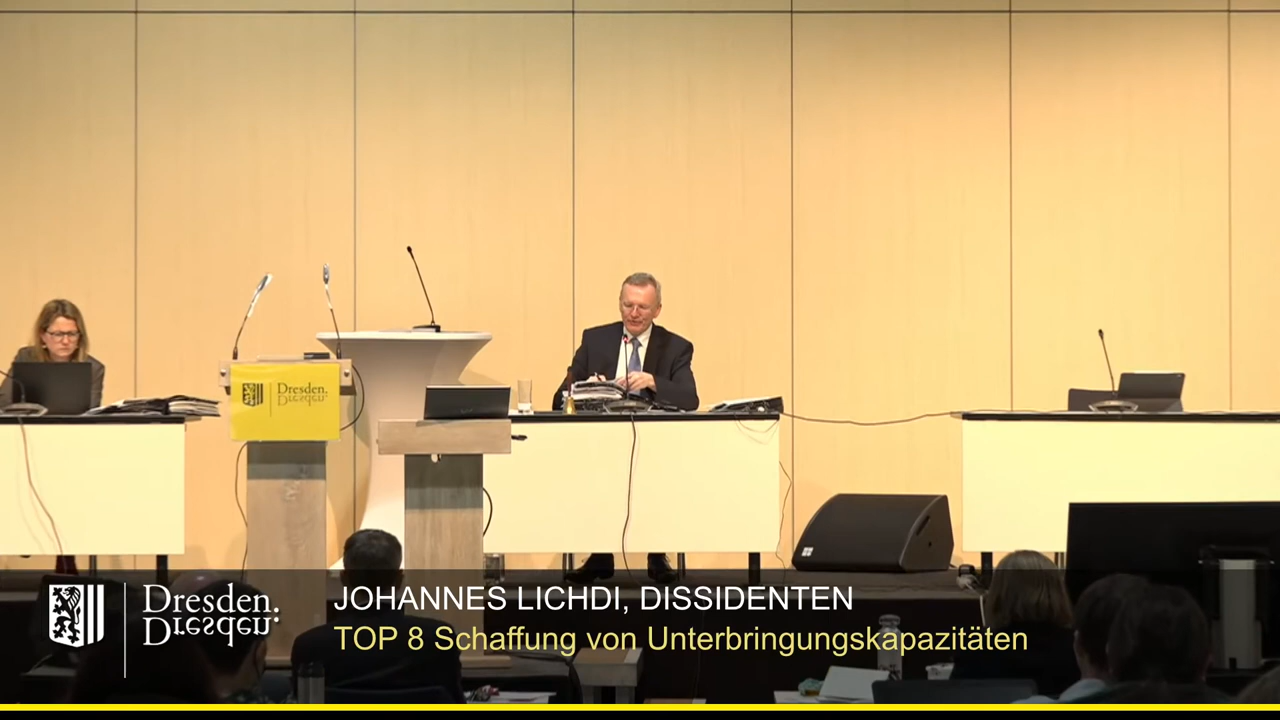 Dresden.
Dresden.
Dresden.
Dresden.
JOHANNES LICHDI, DISSIDENTEN
TOP 8 Schaffung von Unterbringungskapazitäten